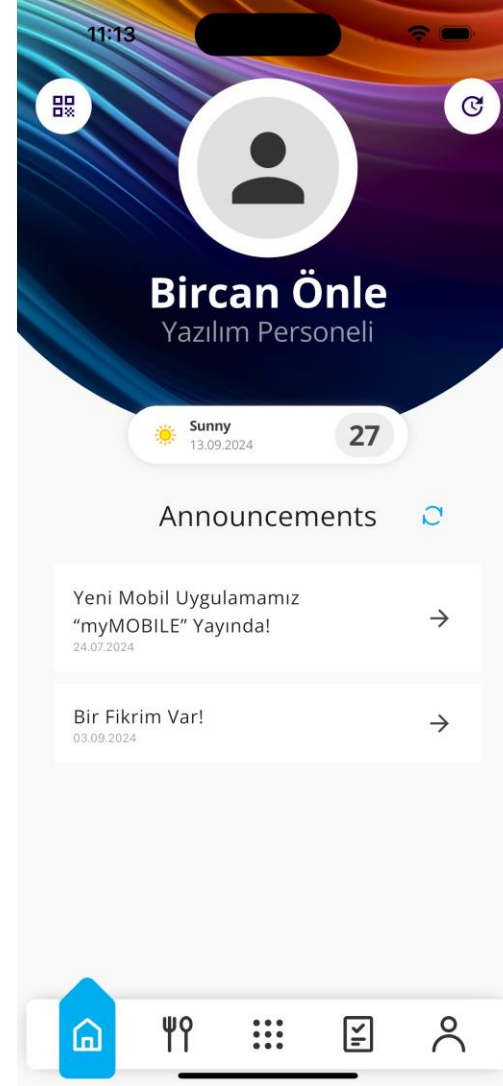 11:13
Bircan Önle
Yazılım Personeli
Sunny
13.09.2024
27
Announcements
Yeni Mobil Uygulamamız
“myMOBILE” Yayında!
24.07.2024
Bir Fikrim Var!
03.09.2024